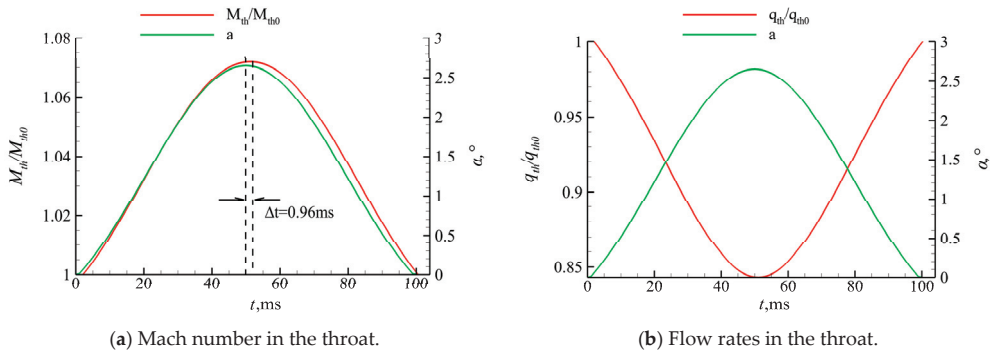 M_th/M_th0
a
1.08
1.06
1.04
1.02
1
M_th/M_th0
3
2.5
2
1.5
1
0.5
0
α,°
Δt=0.96ms
0 20 40 60 80 100
t,ms
(a) Mach number in the throat.
q_th/q_th0
a
1
0.95
0.9
0.85
q_th/q_th0
3
2.5
2
1.5
1
0.5
0
α,°
0 20 40 60 80 100
t,ms
(b) Flow rates in the throat.